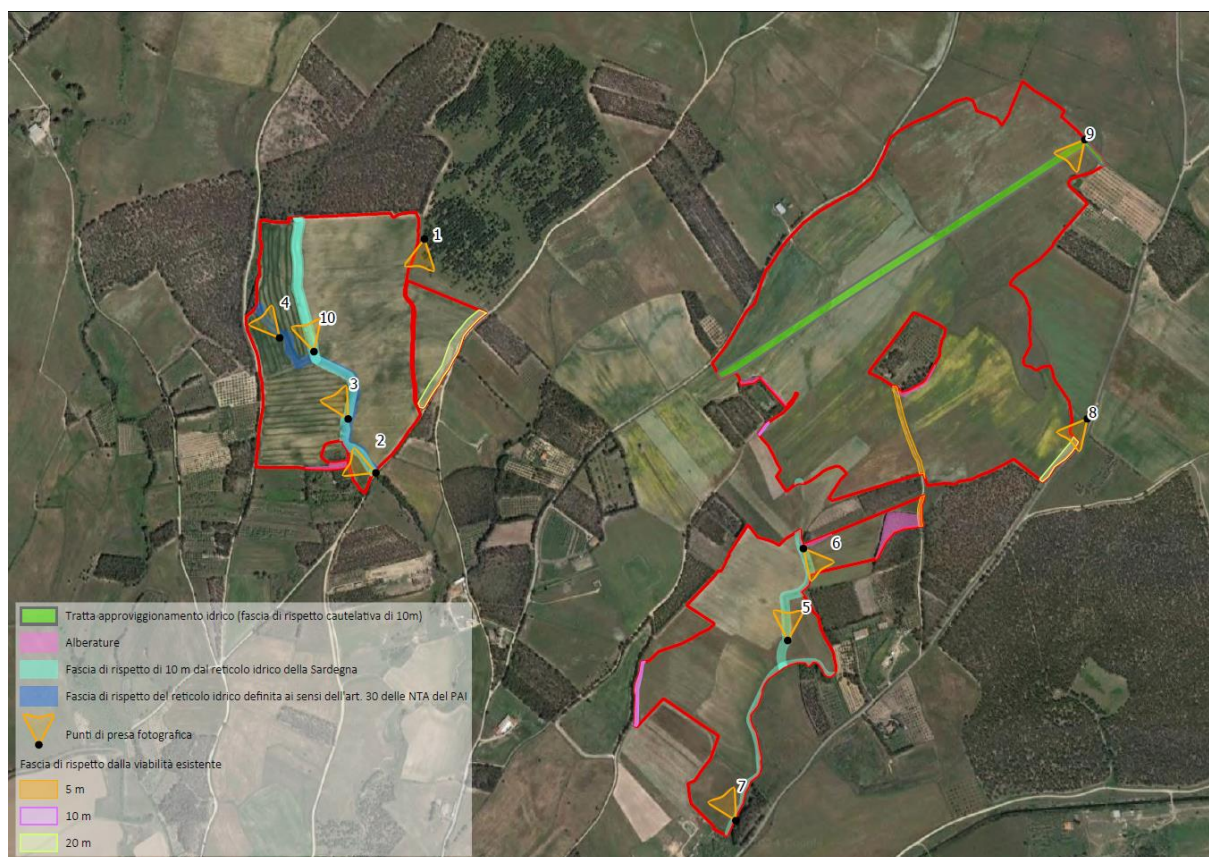 9
1
4
10
8
3
2
6
5
7
Tratta approviggionamento idrico (fascia di rispetto cautelativa di 10m)
Alberature
Fascia di rispetto di 10 m dal reticolo idrico della Sardegna
Fascia di rispetto del reticolo idrico definita ai sensi dell'art. 30 delle NTA del PAI
Punti di presa fotografica
Fascia di rispetto dalla viabilità esistente
5 m
10 m
20 m